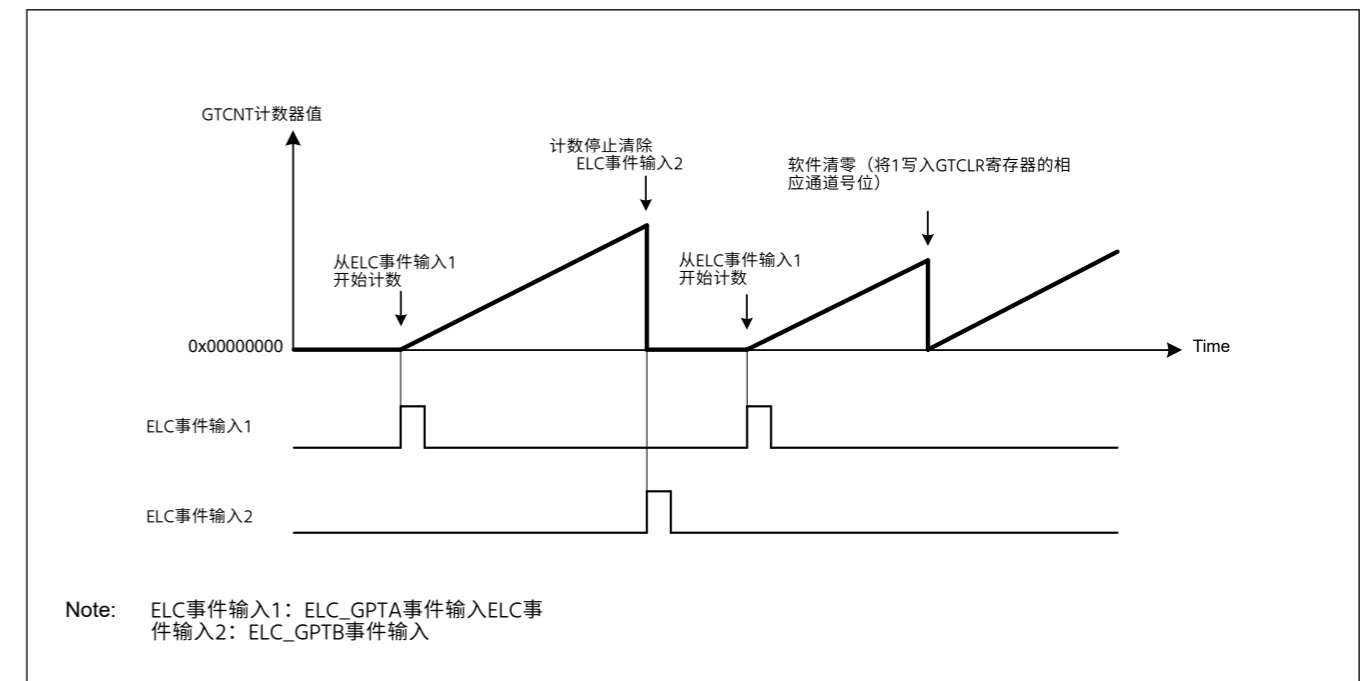 GTCNT计数器值
计数停止清除
ELC事件输入2
软件清零（将1写入GTCLR寄存器的相
应通道号位）
从ELC事件输入1
开始计数
从ELC事件输入1
开始计数
0x00000000
Time
ELC事件输入1
ELC事件输入2
Note: ELC事件输入1：ELC_GPTA事件输入ELC事
件输入2：ELC_GPTB事件输入